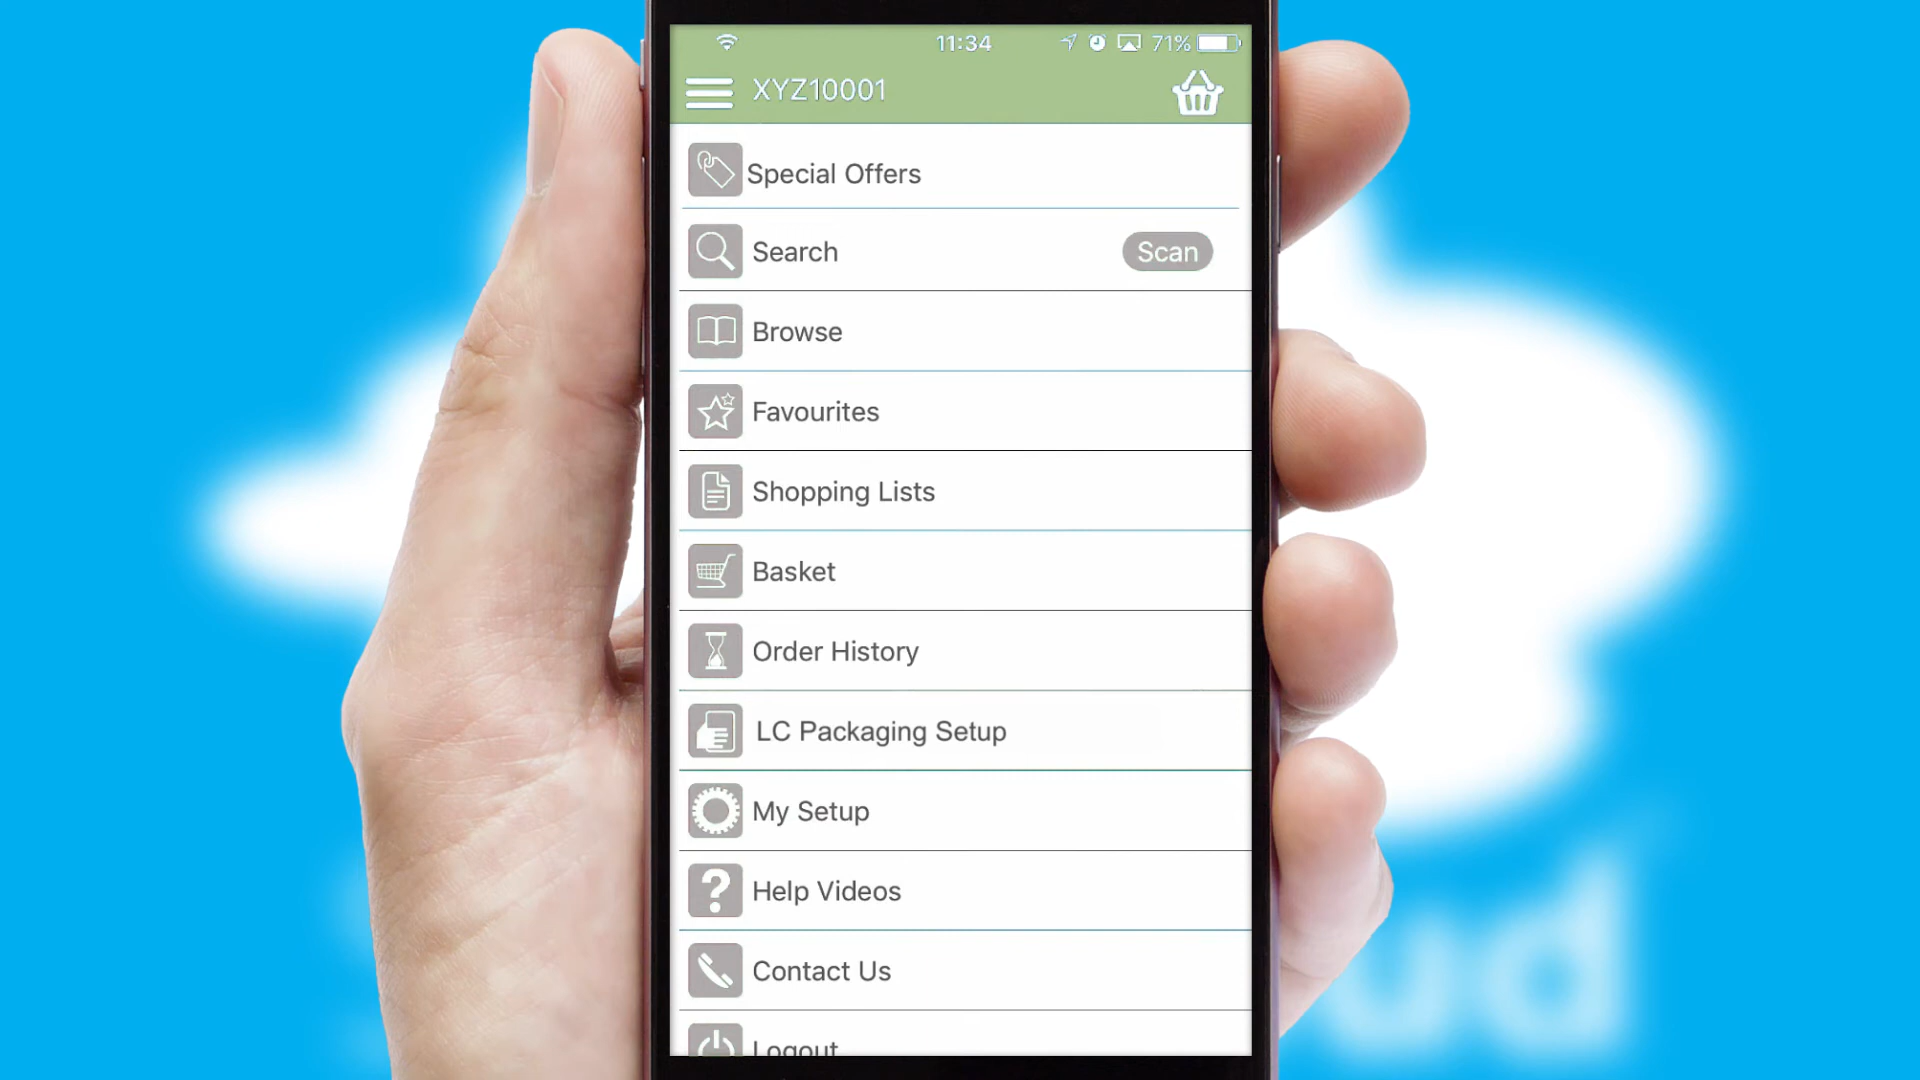 11:34
71%
XYZ10001
Special Offers
Search
Scan
Browse
Favourites
Shopping Lists
Basket
Order History
LC Packaging Setup
My Setup
Help Videos
Contact Us
Logout
ud